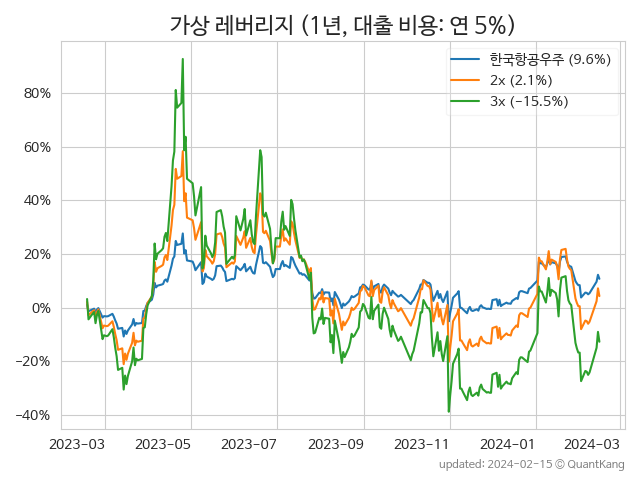 가상 레버리지 (1년, 대출 비용: 연 5%)
한국항공우주 (9.6%)
2x (2.1%)
3x (−15.5%)
80%
60%
40%
20%
0%
−20%
−40%
2023-03 2023-05 2023-07 2023-09 2023-11 2024-01 2024-03
updated: 2024-02-15 © QuantKang